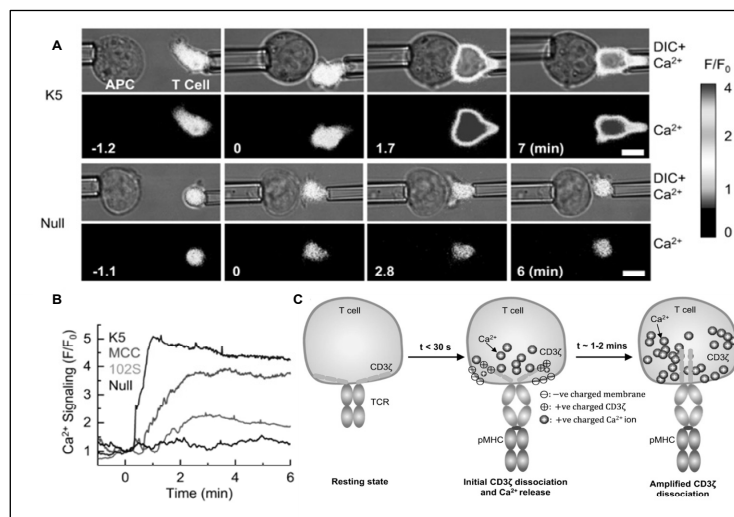 A
K5
APC
T Cell
DIC+
Ca²⁺
F/F₀
4
2
1
0
-1.2
0
1.7
7 (min)
Ca²⁺
Null
DIC+
Ca²⁺
-1.1
0
2.8
6 (min)
Ca²⁺
B
Ca²⁺ Signaling (F/F₀)
5
4
3
2
1
K5
MCC
102S
Null
0
2
4
6
Time (min)
C
T cell
CD3ζ
TCR
Resting state
t < 30 s
T cell
Ca²⁺
CD3ζ
⊖: −ve charged membrane
⊕: +ve charged CD3ζ
: +ve charged Ca²⁺ ion
pMHC
Initial CD3ζ dissociation
and Ca²⁺ release
t ~ 1-2 mins
T cell
Ca²⁺
CD3ζ
pMHC
Amplified CD3ζ
dissociation